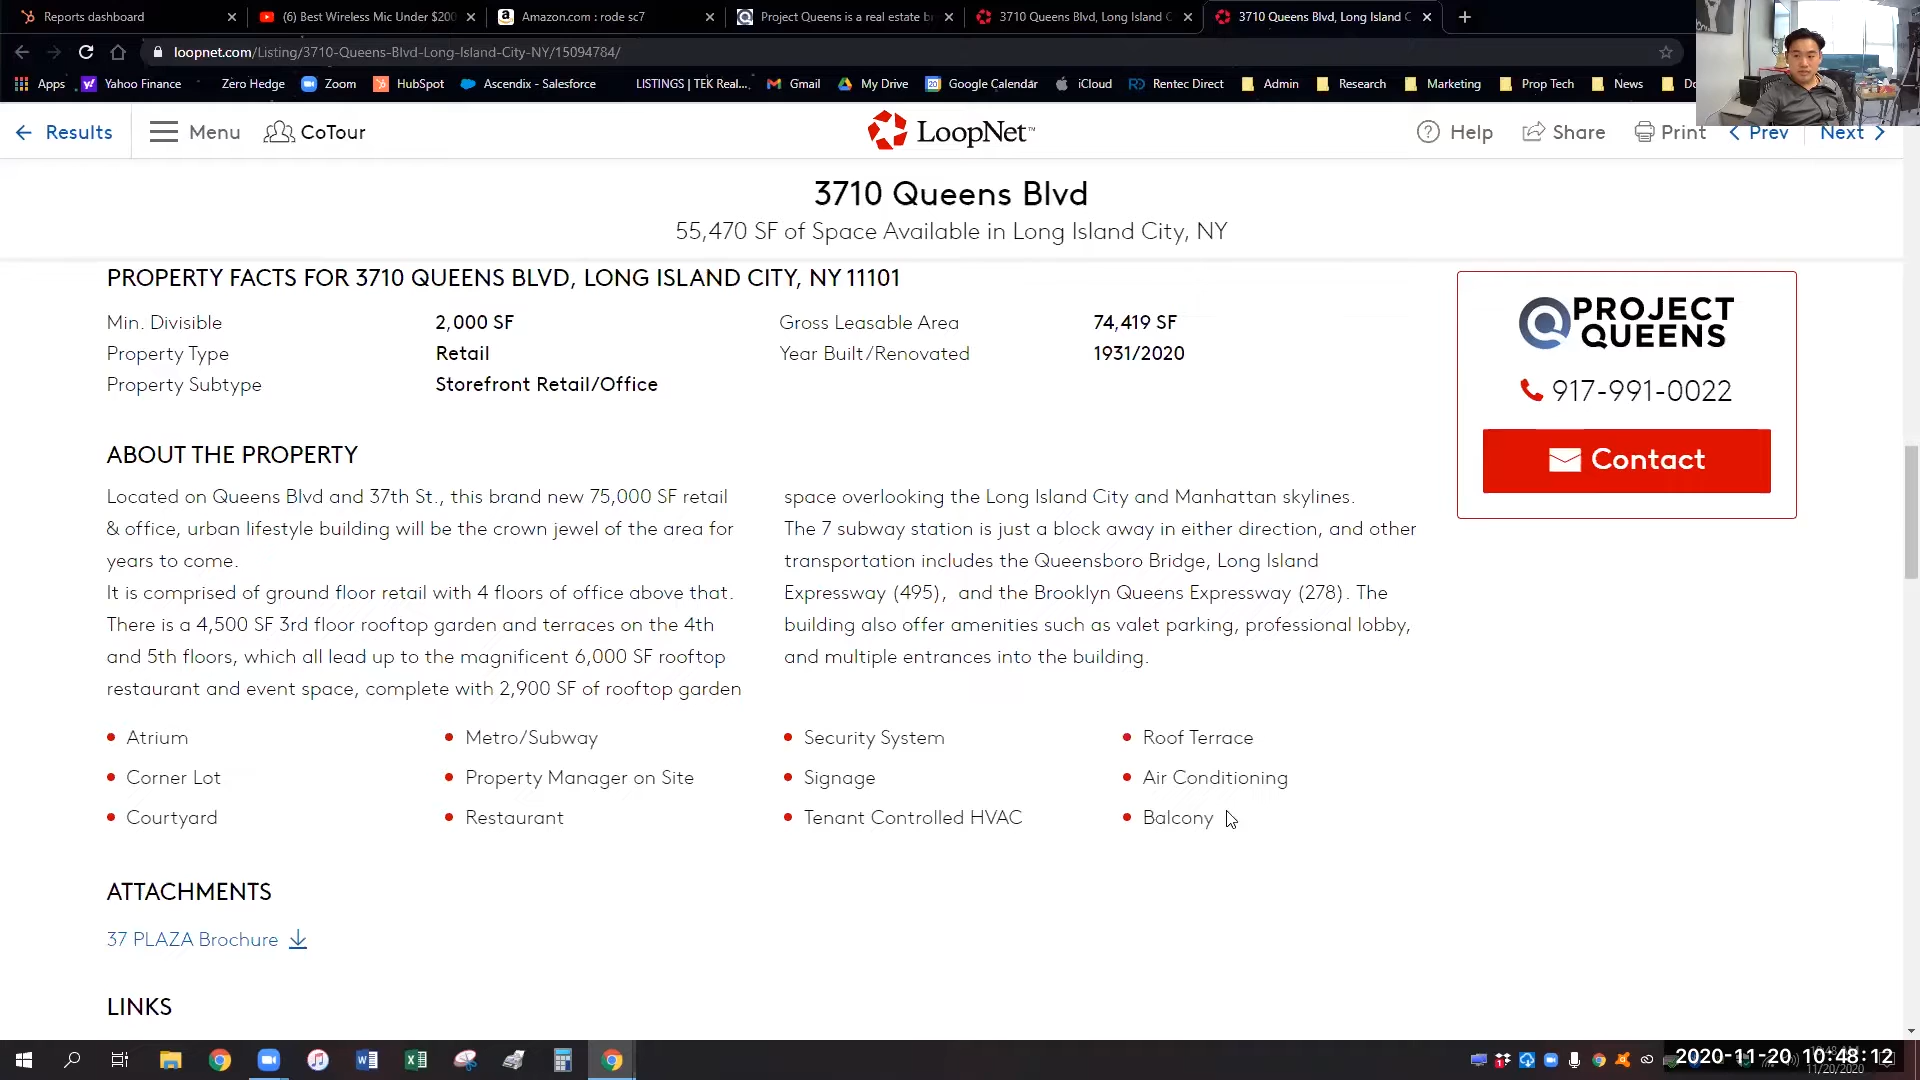 Reports dashboard
(6) Best Wireless Mic Under $200
Amazon.com : rode sc7
Project Queens is a real estate b
3710 Queens Blvd, Long Island C
3710 Queens Blvd, Long Island C
loopnet.com/Listing/3710-Queens-Blvd-Long-Island-City-NY/15094784/
Apps
Yahoo Finance
Zero Hedge
Zoom
HubSpot
Ascendix - Salesforce
LISTINGS | TEK Real...
Gmail
My Drive
Google Calendar
iCloud
Rentec Direct
Admin
Research
Marketing
Prop Tech
News
Results
Menu
CoTour
LoopNet™
Help
Share
Print
Prev
Next
3710 Queens Blvd
55,470 SF of Space Available in Long Island City, NY
PROPERTY FACTS FOR 3710 QUEENS BLVD, LONG ISLAND CITY, NY 11101
Min. Divisible 2,000 SF Gross Leasable Area 74,419 SF
Property Type Retail Year Built/Renovated 1931/2020
Property Subtype Storefront Retail/Office
PROJECT
QUEENS
917-991-0022
Contact
ABOUT THE PROPERTY
Located on Queens Blvd and 37th St., this brand new 75,000 SF retail
& office, urban lifestyle building will be the crown jewel of the area for
years to come.
It is comprised of ground floor retail with 4 floors of office above that.
There is a 4,500 SF 3rd floor rooftop garden and terraces on the 4th
and 5th floors, which all lead up to the magnificent 6,000 SF rooftop
restaurant and event space, complete with 2,900 SF of rooftop garden
space overlooking the Long Island City and Manhattan skylines.
The 7 subway station is just a block away in either direction, and other
transportation includes the Queensboro Bridge, Long Island
Expressway (495), and the Brooklyn Queens Expressway (278). The
building also offer amenities such as valet parking, professional lobby,
and multiple entrances into the building.
Atrium
Corner Lot
Courtyard
Metro/Subway
Property Manager on Site
Restaurant
Security System
Signage
Tenant Controlled HVAC
Roof Terrace
Air Conditioning
Balcony
ATTACHMENTS
37 PLAZA Brochure
LINKS
2020-11-20 10:48:12
11/20/2020